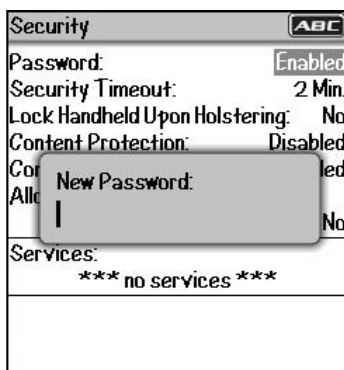 Security ABC
Password: Enabled
Security Timeout: 2 Min.
Lock Handheld Upon Holstering: No
Content Protection: Disabled
New Password:
No
Services:
*** no services ***